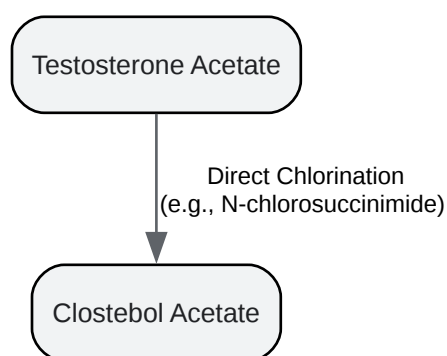 Testosterone Acetate
Direct Chlorination
(e.g., N-chlorosuccinimide)
Clostebol Acetate